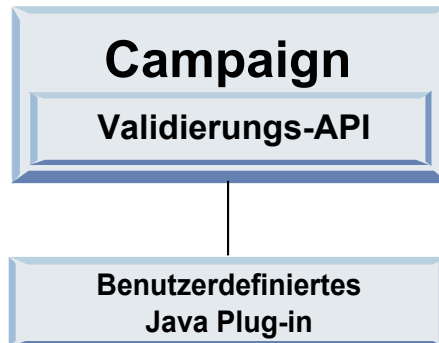 Campaign
Validierungs-API
Benutzerdefiniertes
Java Plug-in